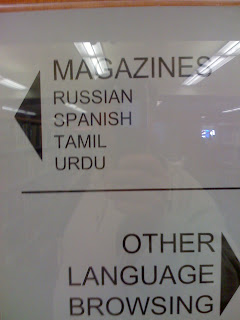 MAGAZINES
RUSSIAN
SPANISH
TAMIL
URDU
OTHER
LANGUAGE
BROWSING